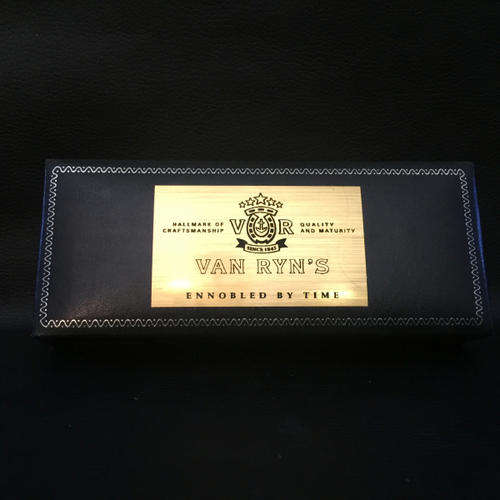 HALLMARK OF CRAFTSMANSHIP
V R
QUALITY AND MATURITY
SINCE 1845
VAN RYN'S
ENNOBLED BY TIME